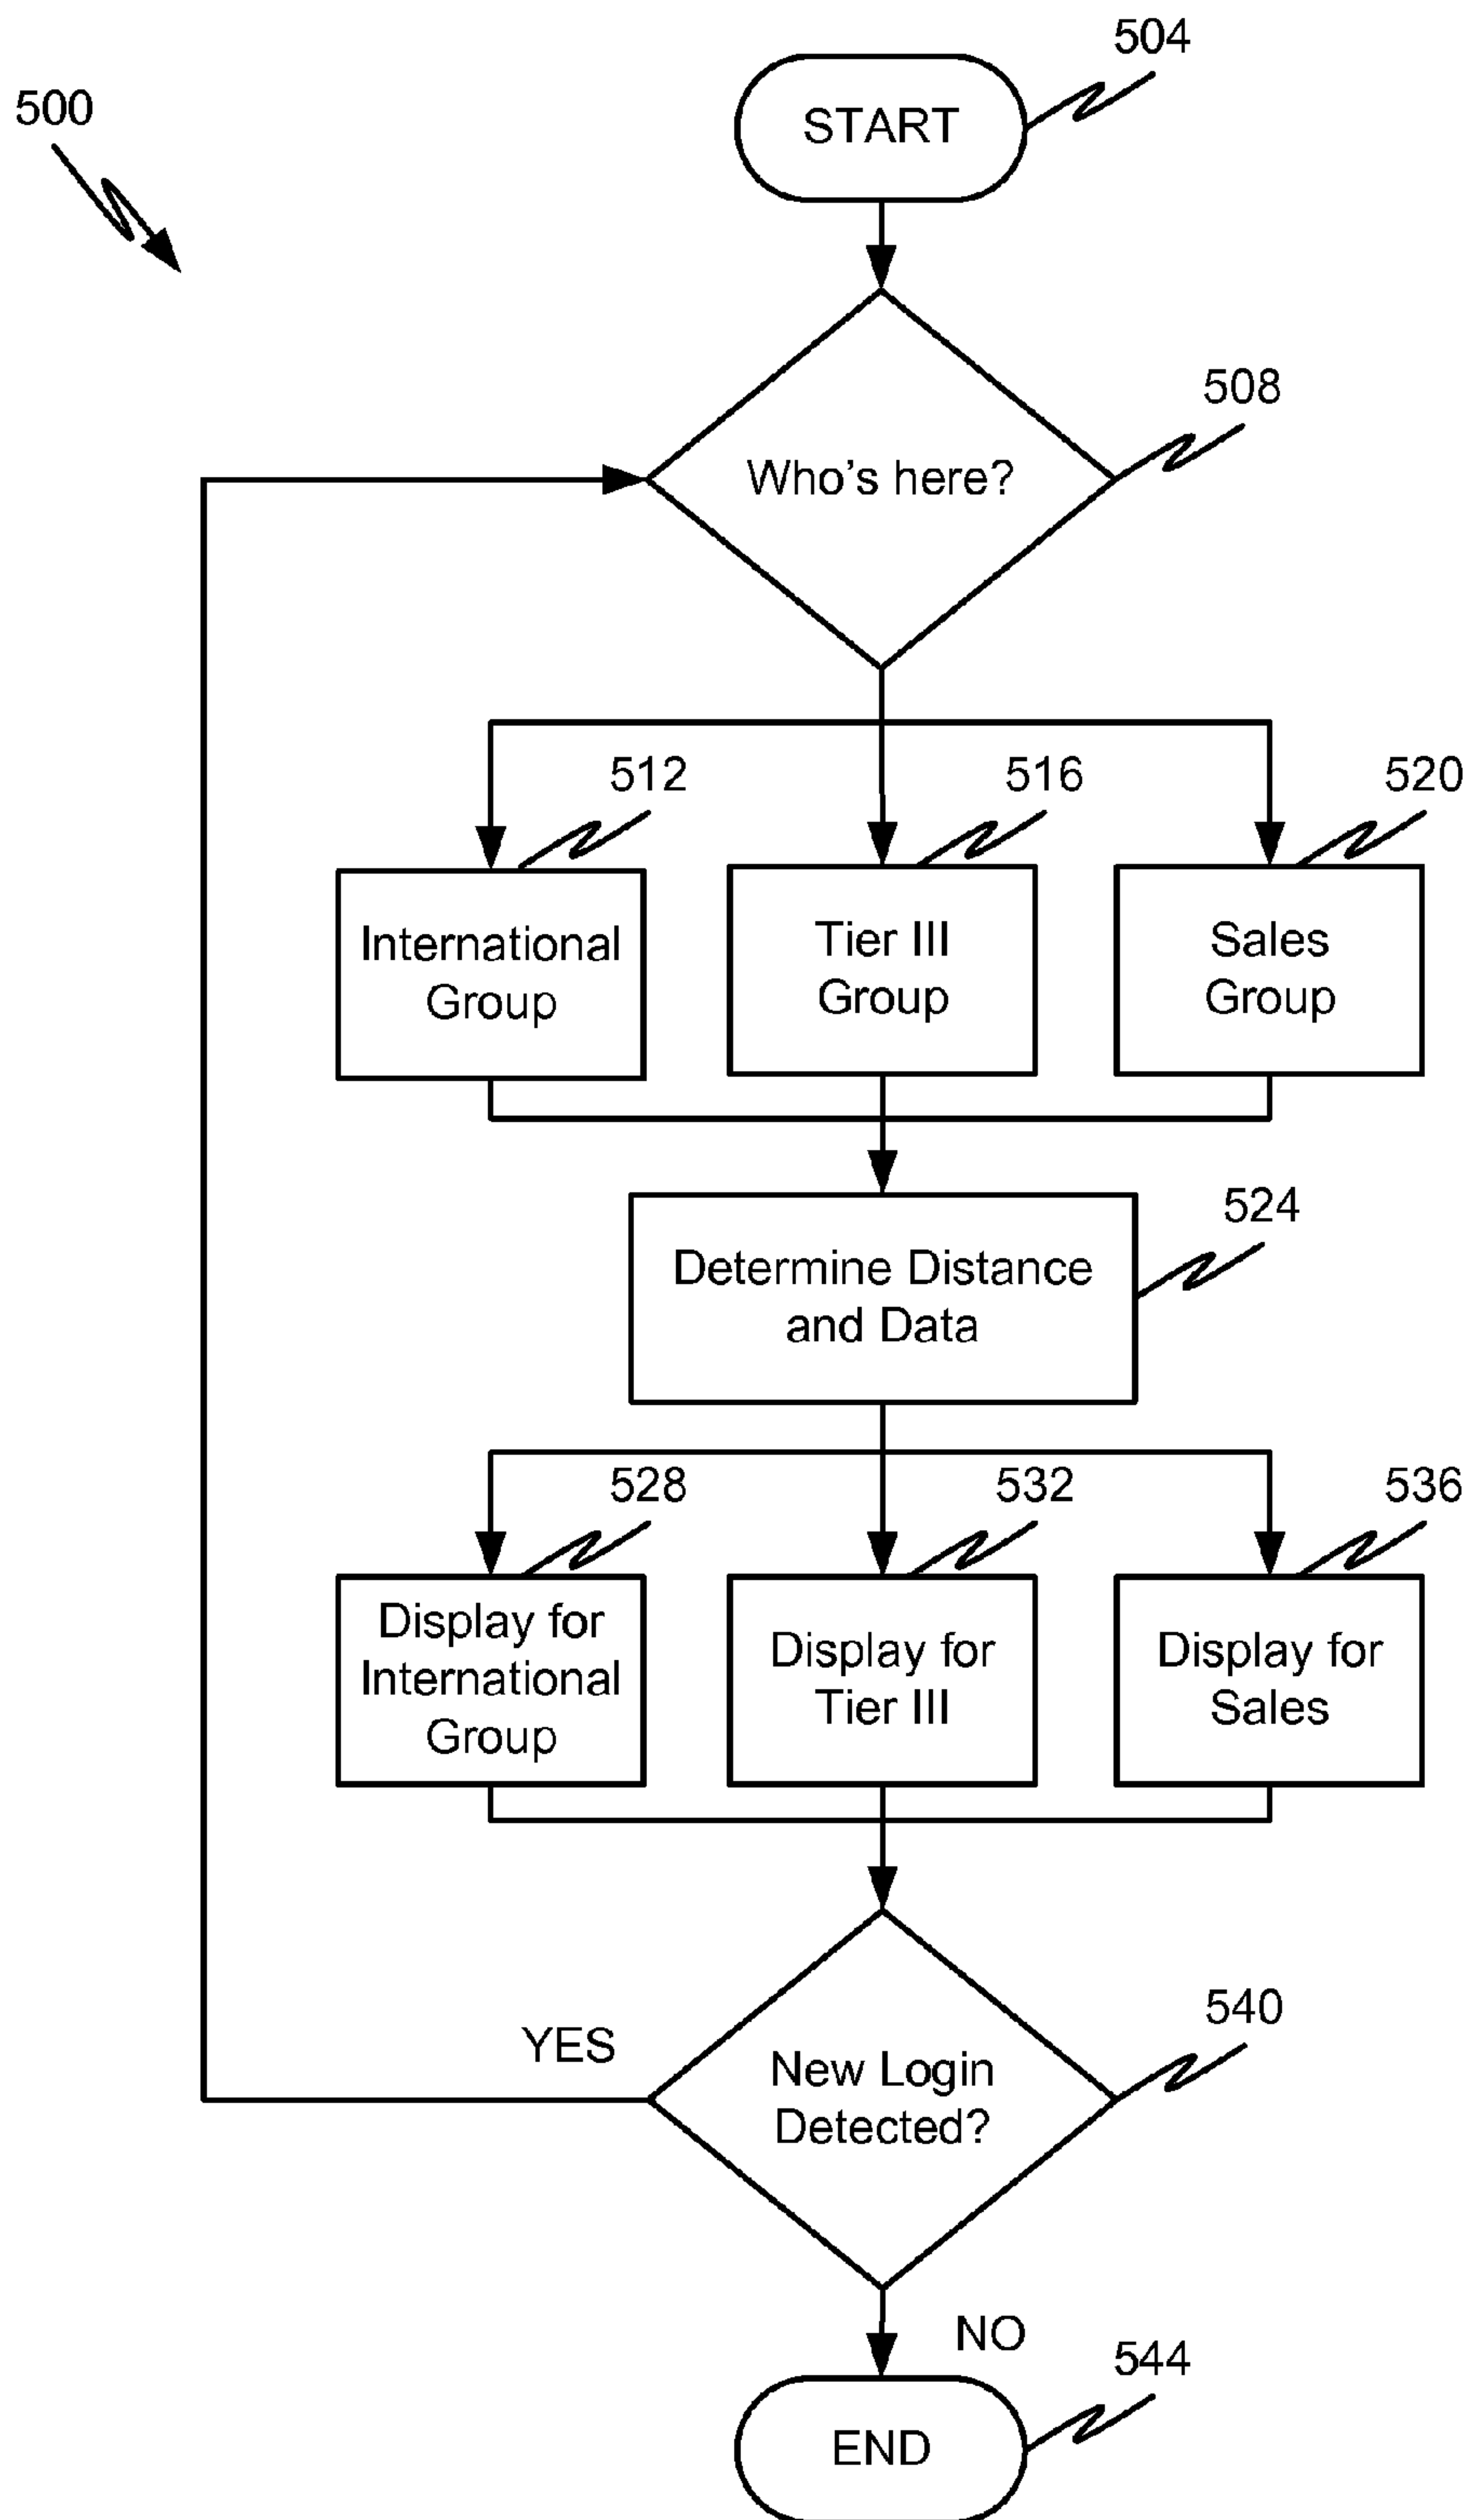 504
500
START
508
Who's here?
512
516
520
International
Group
Tier III
Group
Sales
Group
524
Determine Distance
and Data
528
532
536
Display for
International
Group
Display for
Tier III
Display for
Sales
540
YES
New Login
Detected?
NO
544
END